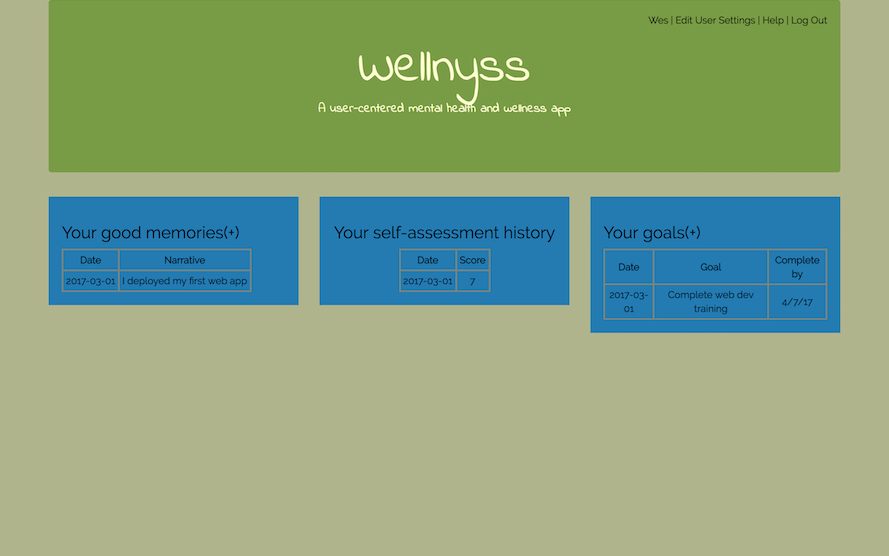 Wes | Edit User Settings | Help | Log Out
wellnyss
A user-centered mental health and wellness app
Your good memories(+)
Date Narrative
2017-03-01 I deployed my first web app
Your self-assessment history
Date Score
2017-03-01 7
Your goals(+)
Date Goal Complete by
2017-03-01 Complete web dev training 4/7/17